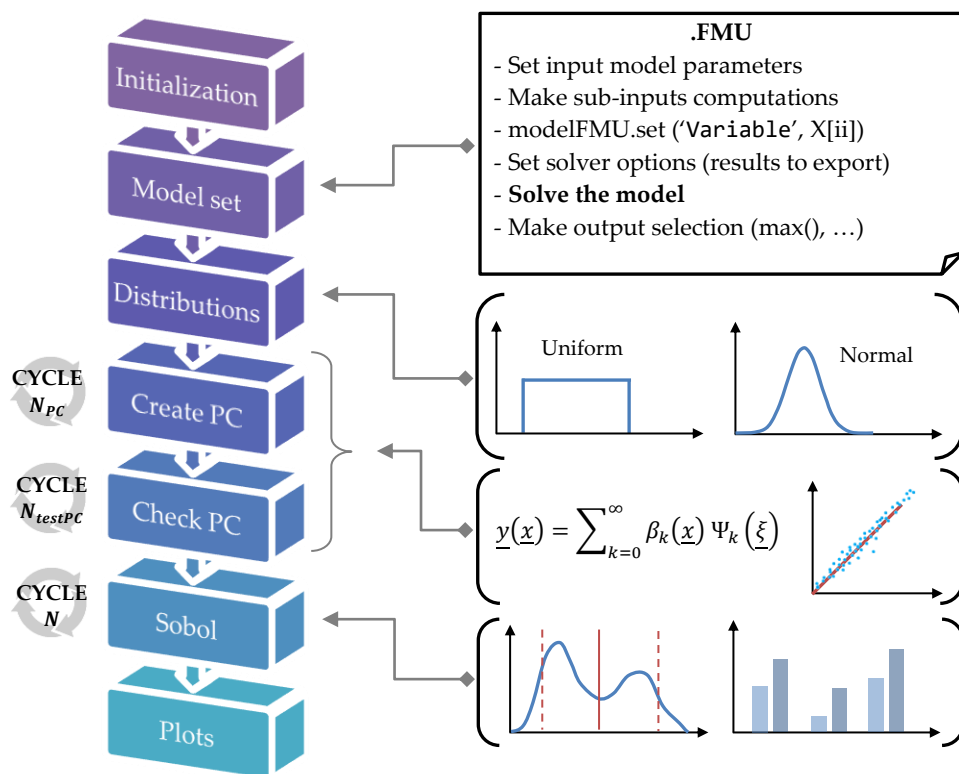 Initialization
Model set
Distributions
Create PC
Check PC
Sobol
Plots
CYCLE
N_PC
CYCLE
N_testPC
CYCLE
N
.FMU
- Set input model parameters
- Make sub-inputs computations
- modelFMU.set (‘Variable’, X[ii])
- Set solver options (results to export)
- Solve the model
- Make output selection (max(), …)
Uniform
Normal
y(x) = ∑_{k=0}^{∞} β_k(x) Ψ_k (ξ)